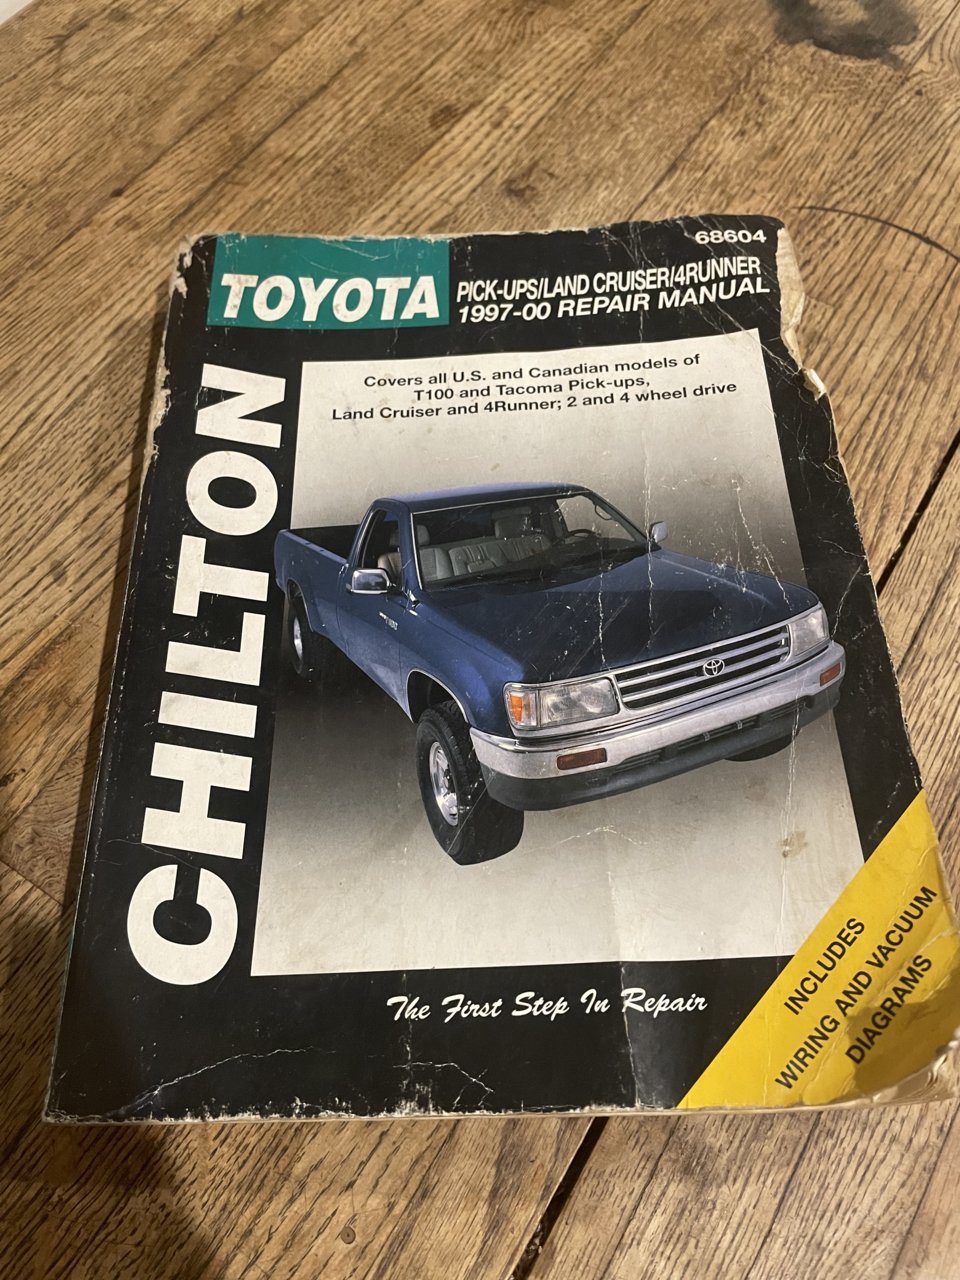 68604
TOYOTA
PICK-UPS/LAND CRUISER/4RUNNER
1997-00 REPAIR MANUAL
CHILTON
Covers all U.S. and Canadian models of
T100 and Tacoma Pick-ups,
Land Cruiser and 4Runner; 2 and 4 wheel drive
The First Step In Repair
INCLUDES
WIRING AND VACUUM
DIAGRAMS